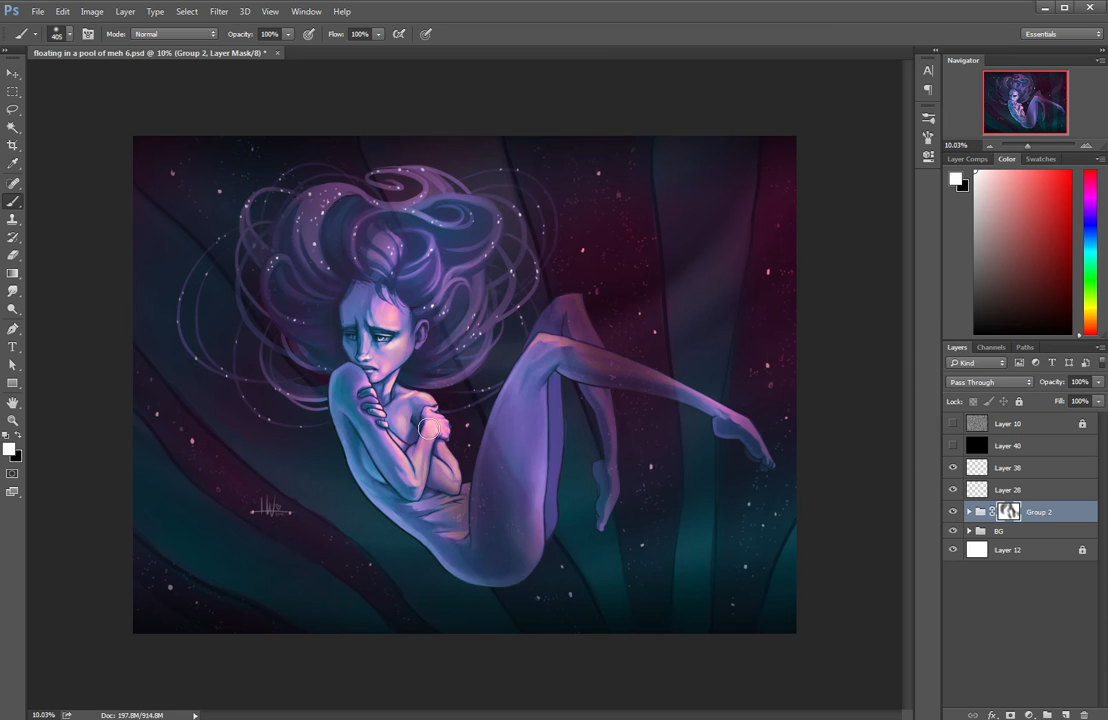 Ps File Edit Image Layer Type Select Filter 3D View Window Help
405 Mode: Normal Opacity: 100% Flow: 100% Essentials
floating in a pool of meh 6.psd @ 10% (Group 2, Layer Mask/8) * ×
Navigator
10.03%
Layer Comps Color Swatches
Layers Channels Paths
Kind
Pass Through Opacity: 100%
Lock: Fill: 100%
Layer 10
Layer 40
Layer 38
Layer 28
Group 2
BG
Layer 12
10.03% Doc: 197.8M/914.8M